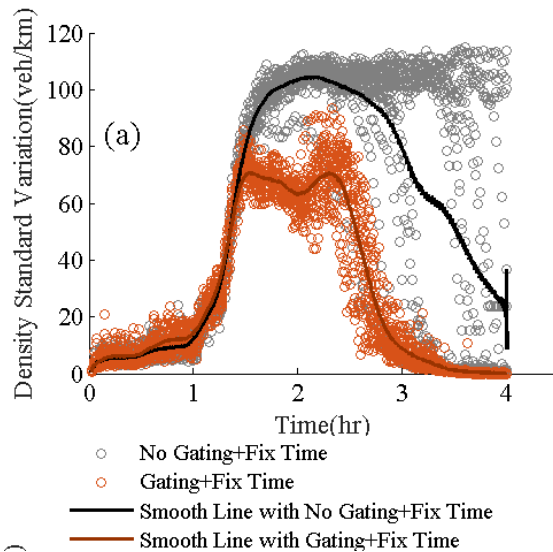 120
100
80
60
40
20
0
Density Standard Variation(veh/km)
(a)
0 1 2 3 4
Time(hr)
No Gating+Fix Time
Gating+Fix Time
Smooth Line with No Gating+Fix Time
Smooth Line with Gating+Fix Time
)